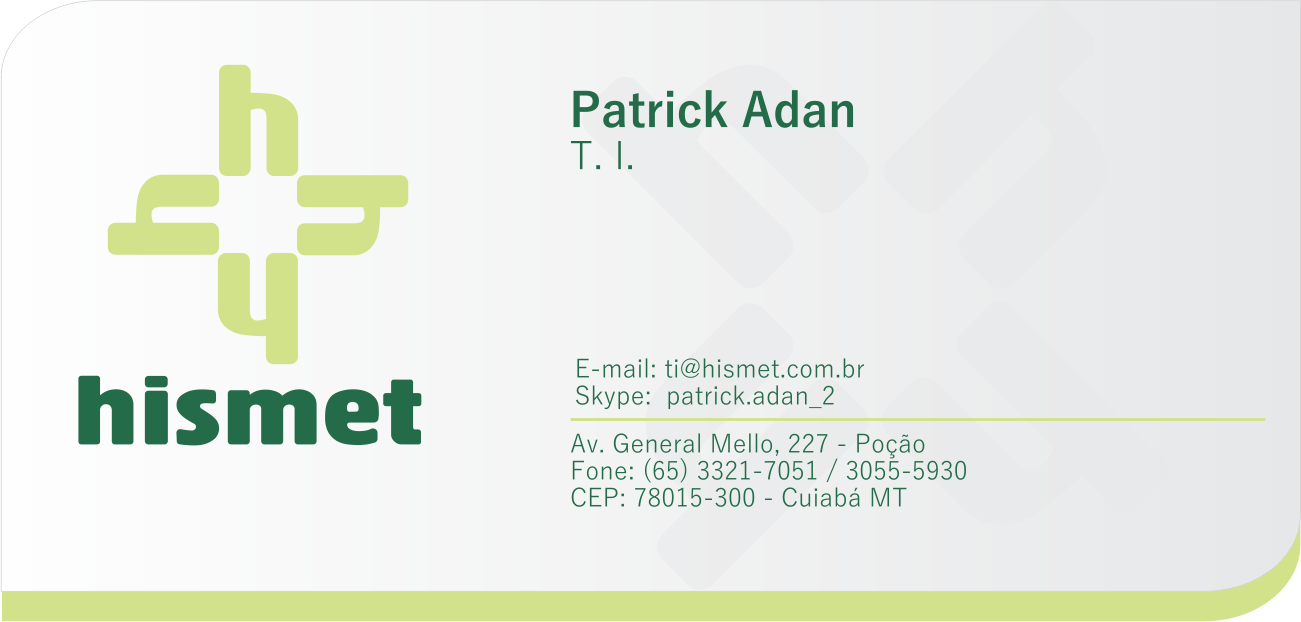 hismet
Patrick Adan
T. I.
E-mail: ti@hismet.com.br
Skype:  patrick.adan_2
Av. General Mello, 227 - Poção
Fone: (65) 3321-7051 / 3055-5930
CEP: 78015-300 - Cuiabá MT